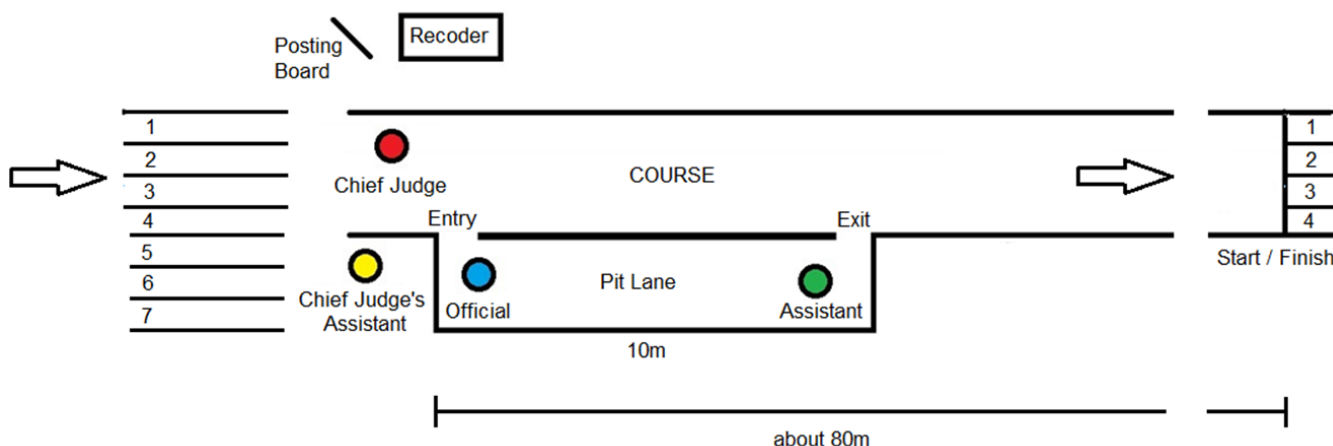 Posting
Board
Recoder
1
2
3
4
5
6
7
Chief Judge
COURSE
1
2
3
4
Entry
Exit
Start / Finish
Chief Judge's
Assistant
Official
Pit Lane
Assistant
10m
about 80m